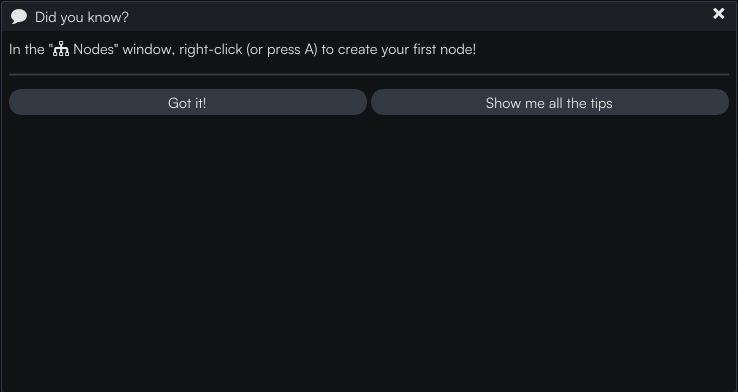 Did you know?
In the "Nodes" window, right-click (or press A) to create your first node!
Got it!
Show me all the tips